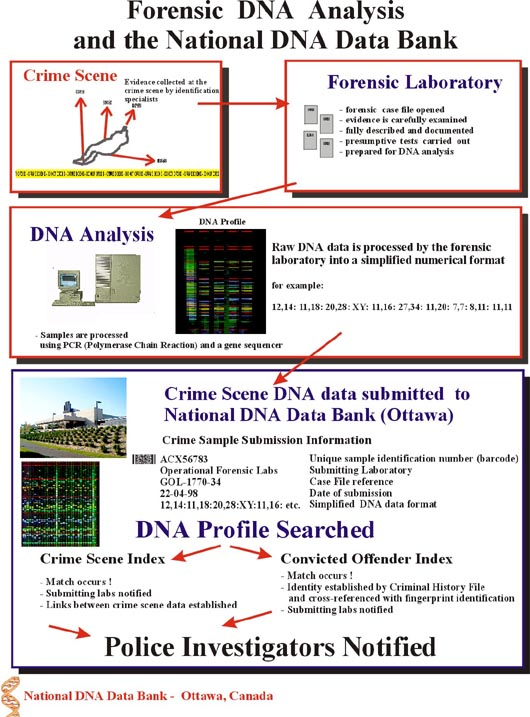 Forensic DNA Analysis
and the National DNA Data Bank
Crime Scene
Evidence collected at the
crime scene by identification
specialists
Forensic Laboratory
- forensic case file opened
- evidence is carefully examined
- fully described and documented
- presumptive tests carried out
- prepared for DNA analysis
DNA Analysis
DNA Profile
Raw DNA data is processed by the forensic
laboratory into a simplified numerical format
for example:
12,14: 11,18: 20,28: XY: 11,16: 27,34: 11,20: 7,7: 8,11: 11,11
- Samples are processed
using PCR (Polymerase Chain Reaction) and a gene sequencer
Crime Scene DNA data submitted to
National DNA Data Bank (Ottawa)
Crime Sample Submission Information
ACX56783 Unique sample identification number (barcode)
Operational Forensic Labs Submitting Laboratory
GOL-1770-34 Case File reference
22-04-98 Date of submission
12,14:11,18:20,28:XY:11,16: etc. Simplified DNA data format
DNA Profile Searched
Crime Scene Index
- Match occurs !
- Submitting labs notified
- Links between crime scene data established
Convicted Offender Index
- Match occurs !
- Identity established by Criminal History File
and cross-referenced with fingerprint identification
- Submitting labs notified
Police Investigators Notified
National DNA Data Bank - Ottawa, Canada